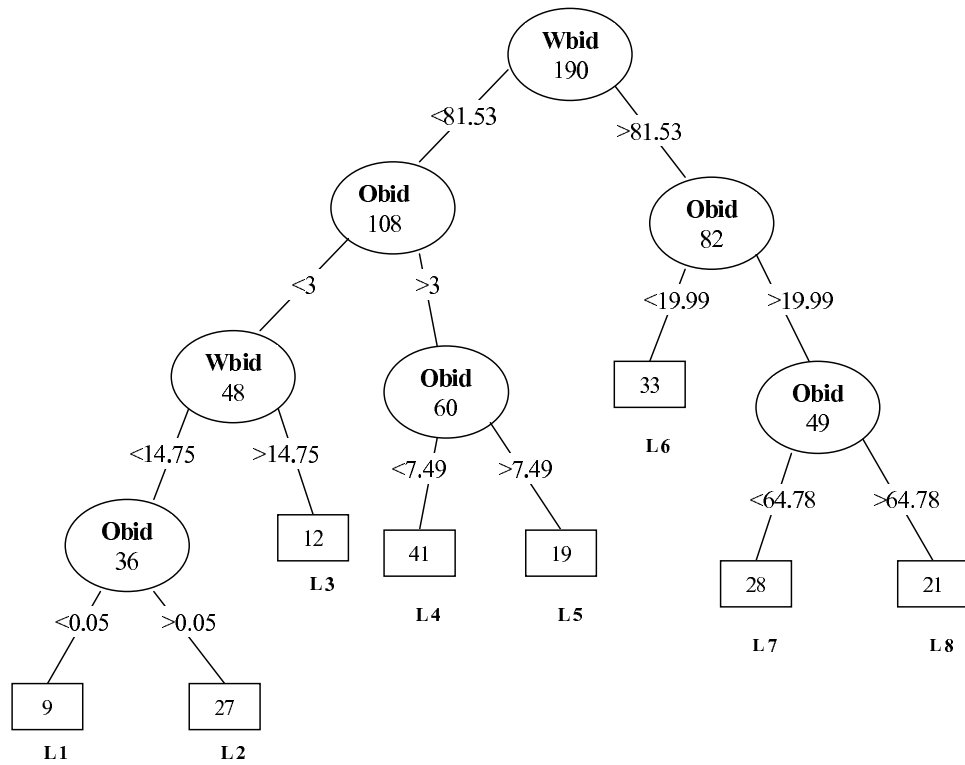 Wbid
190
<81.53
>81.53
Obid
108
Obid
82
<3
>3
<19.99
>19.99
Wbid
48
Obid
60
33
Obid
49
L6
<14.75
>14.75
<7.49
>7.49
<64.78
>64.78
Obid
36
12
41
19
28
21
L3
L4
L5
L7
L8
<0.05
>0.05
9
27
L1
L2